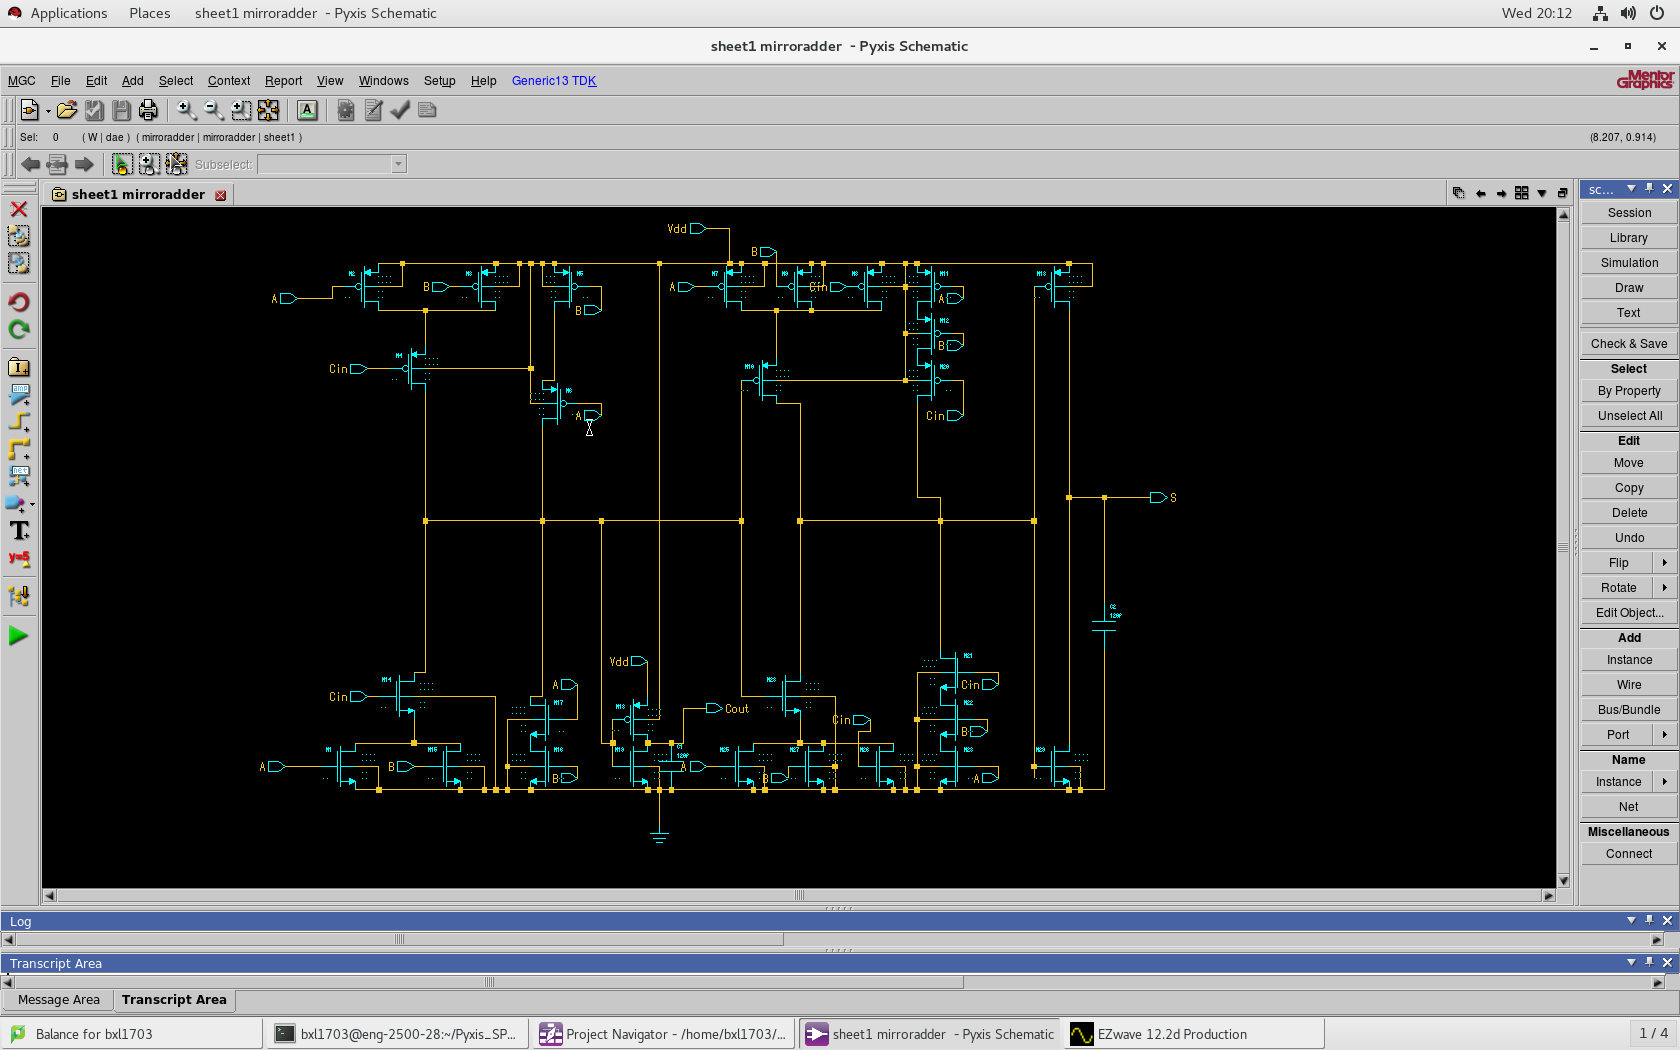 Applications Places sheet1 mirroradder - Pyxis Schematic Wed 20:12
sheet1 mirroradder - Pyxis Schematic
MGC File Edit Add Select Context Report View Windows Setup Help Generic13 TDK
Mentor Graphics
Sel: 0 ( W | dae ) ( mirroradder | mirroradder | sheet1 ) (8.207, 0.914)
Subselect:
sheet1 mirroradder
sc...
Session
Library
Simulation
Draw
Text
Check & Save
Select
By Property
Unselect All
Edit
Move
Copy
Delete
Undo
Flip
Rotate
Edit Object...
Add
Instance
Wire
Bus/Bundle
Port
Name
Instance
Net
Miscellaneous
Connect
T
y=5
Vdd
B
A
B
B
A
Cin
A
B
Cin
A
Cin
S
Vdd
A
Cin
Cin
Cout
Cin
B
A
B
B
A
B
A
Log
Transcript Area
Message Area Transcript Area
Balance for bxl1703
bxl1703@eng-2500-28:~/Pyxis_SP...
Project Navigator - /home/bxl1703/...
sheet1 mirroradder - Pyxis Schematic
EZwave 12.2d Production
1 / 4